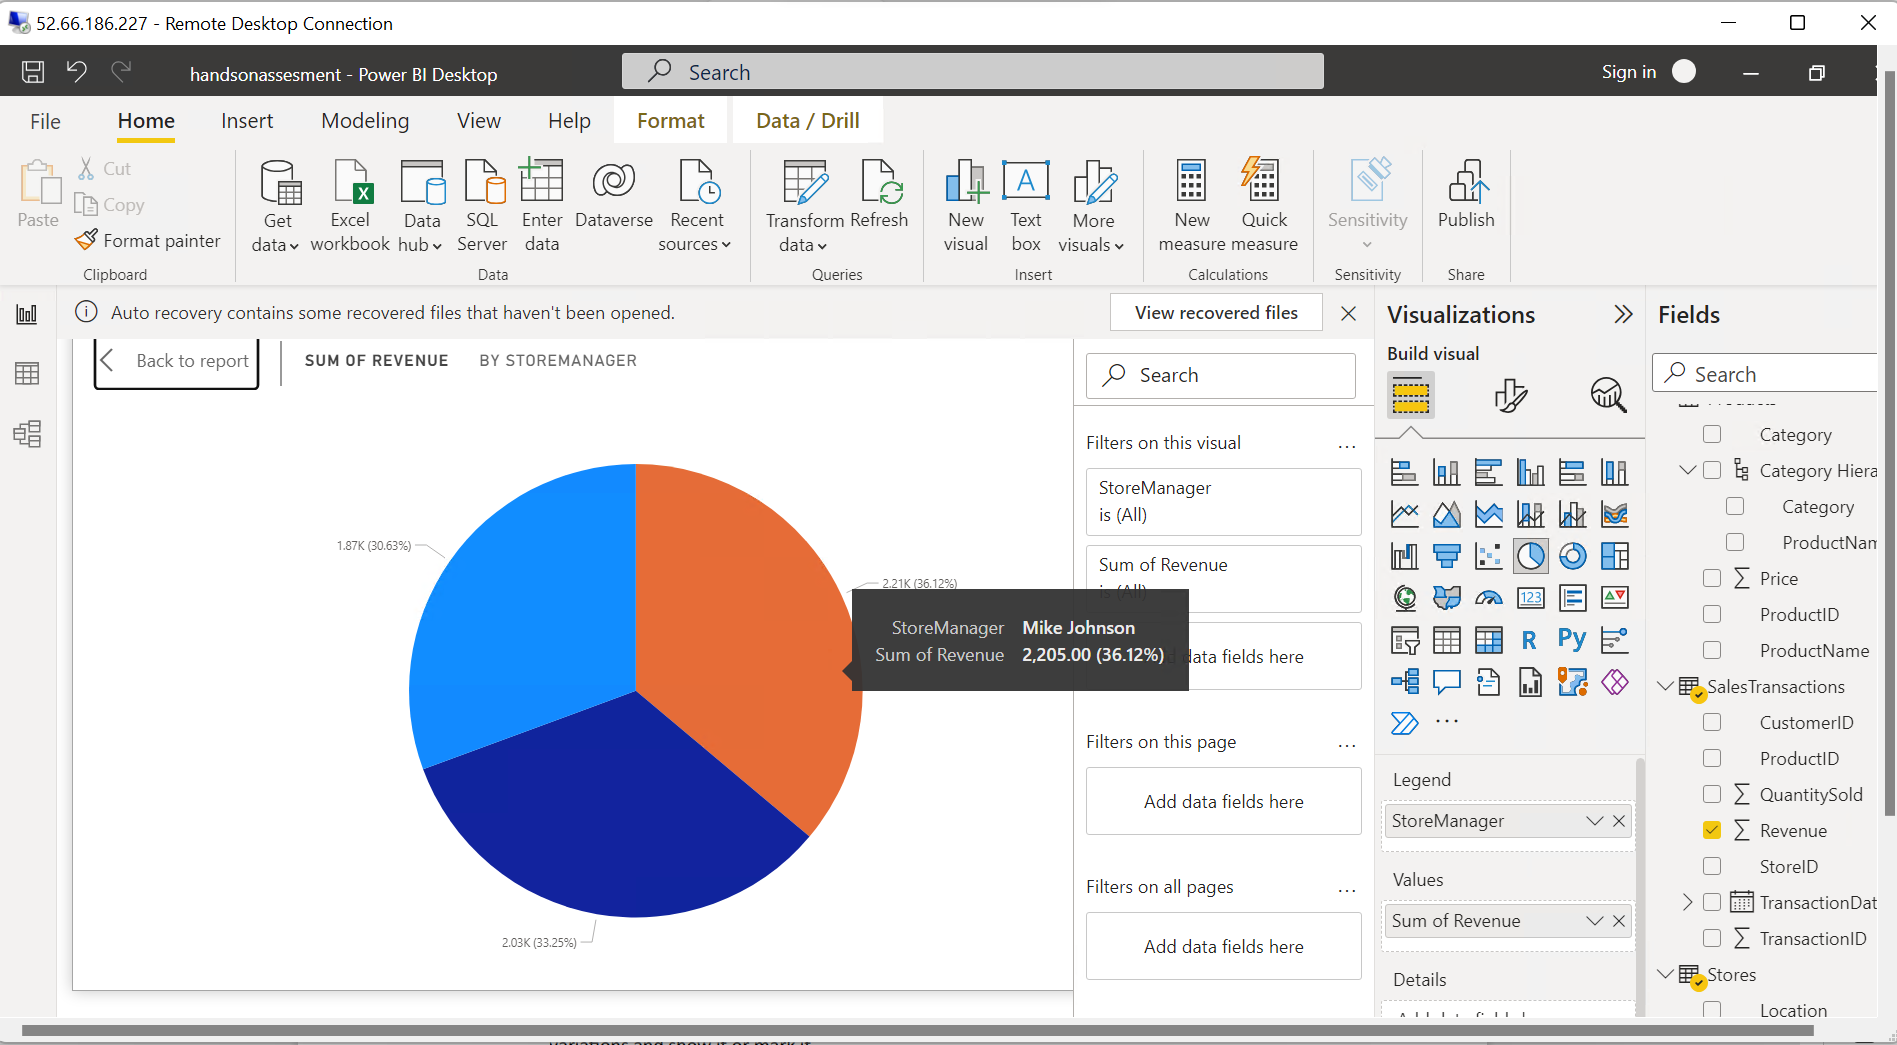 52.66.186.227 - Remote Desktop Connection
handsonassesment - Power BI Desktop
Search
Sign in
File
Home
Insert
Modeling
View
Help
Format
Data / Drill
Paste
Cut
Copy
Format painter
Clipboard
Get
data
Excel
workbook
Data
hub
SQL
Server
Enter
data
Dataverse
Recent
sources
Data
Transform
data
Refresh
Queries
New
visual
Text
box
More
visuals
Insert
New
measure
Quick
measure
Calculations
Sensitivity
Sensitivity
Publish
Share
Auto recovery contains some recovered files that haven't been opened.
View recovered files
Back to report
SUM OF REVENUE
BY STOREMANAGER
1.87K (30.63%)
2.21K (36.12%)
2.03K (33.25%)
StoreManager Mike Johnson
Sum of Revenue 2,205.00 (36.12%)
Search
Filters on this visual
...
StoreManager
is (All)
Sum of Revenue
is (All)
data fields here
Filters on this page
...
Add data fields here
Filters on all pages
...
Add data fields here
Visualizations
Build visual
123
R
Py
...
Legend
StoreManager
Values
Sum of Revenue
Details
Fields
Search
Category
Category Hiera
Category
ProductNam
Price
ProductID
ProductName
SalesTransactions
CustomerID
ProductID
QuantitySold
Revenue
StoreID
TransactionDat
TransactionID
Stores
Location